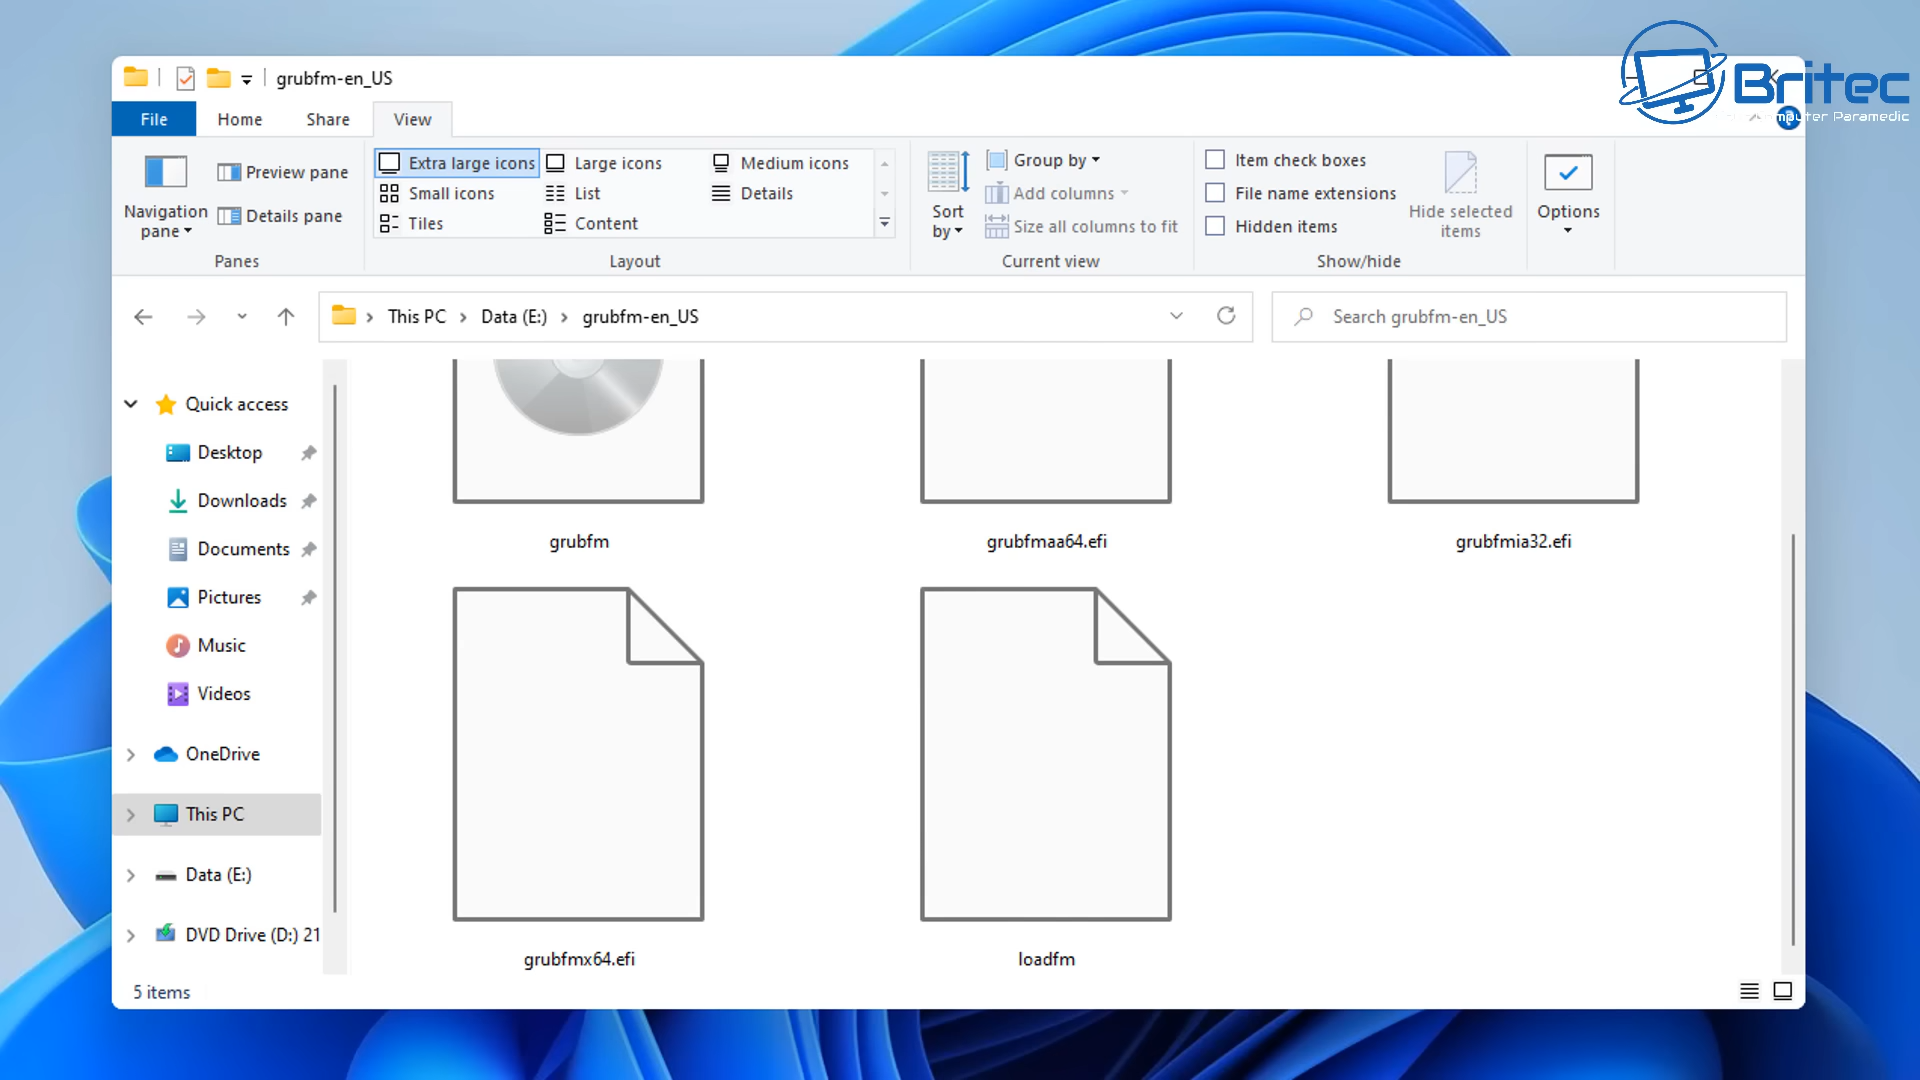 grubfm-en_US
File
Home
Share
View
Navigation pane
Preview pane
Details pane
Panes
Extra large icons
Large icons
Medium icons
Small icons
List
Details
Tiles
Content
Layout
Sort by
Group by
Add columns
Size all columns to fit
Current view
Item check boxes
File name extensions
Hidden items
Hide selected items
Show/hide
Options
Britec
Computer Paramedic
This PC
Data (E:)
grubfm-en_US
Search grubfm-en_US
Quick access
Desktop
Downloads
Documents
Pictures
Music
Videos
OneDrive
This PC
Data (E:)
DVD Drive (D:) 21
grubfm
grubfmaa64.efi
grubfmia32.efi
grubfmx64.efi
loadfm
5 items